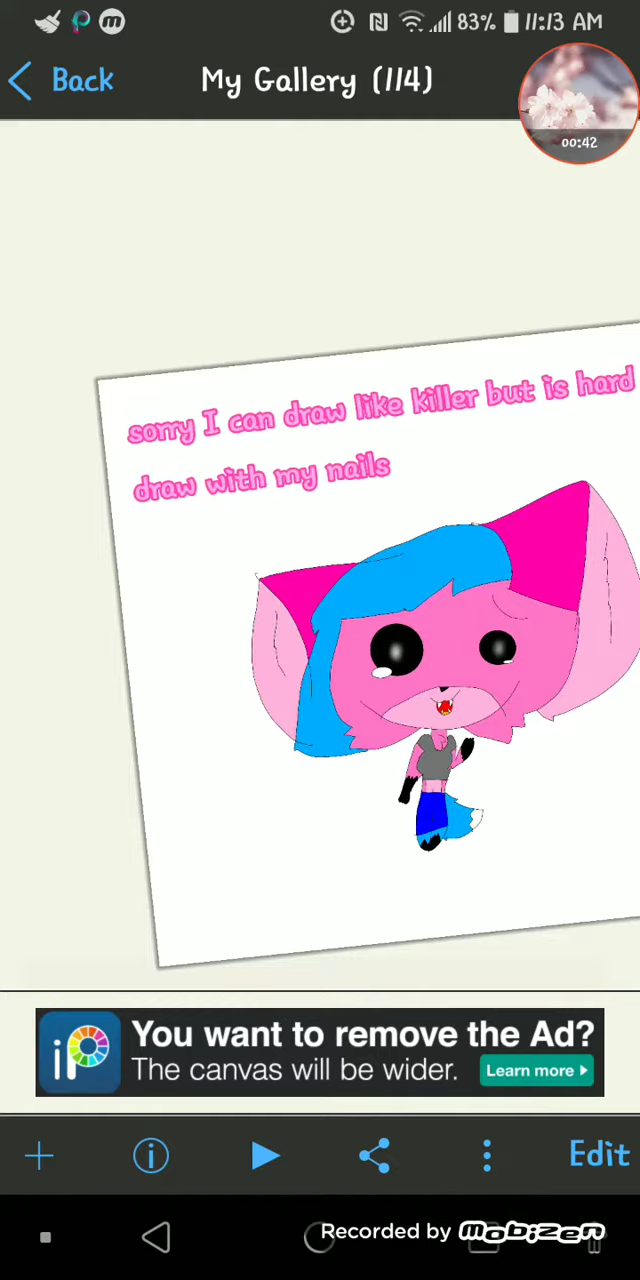 83% 11:13 AM
Back
My Gallery (114)
00:42
sorry I can draw like killer but is hard
draw with my nails
You want to remove the Ad?
The canvas will be wider.
Learn more
Edit
Recorded by mobizen